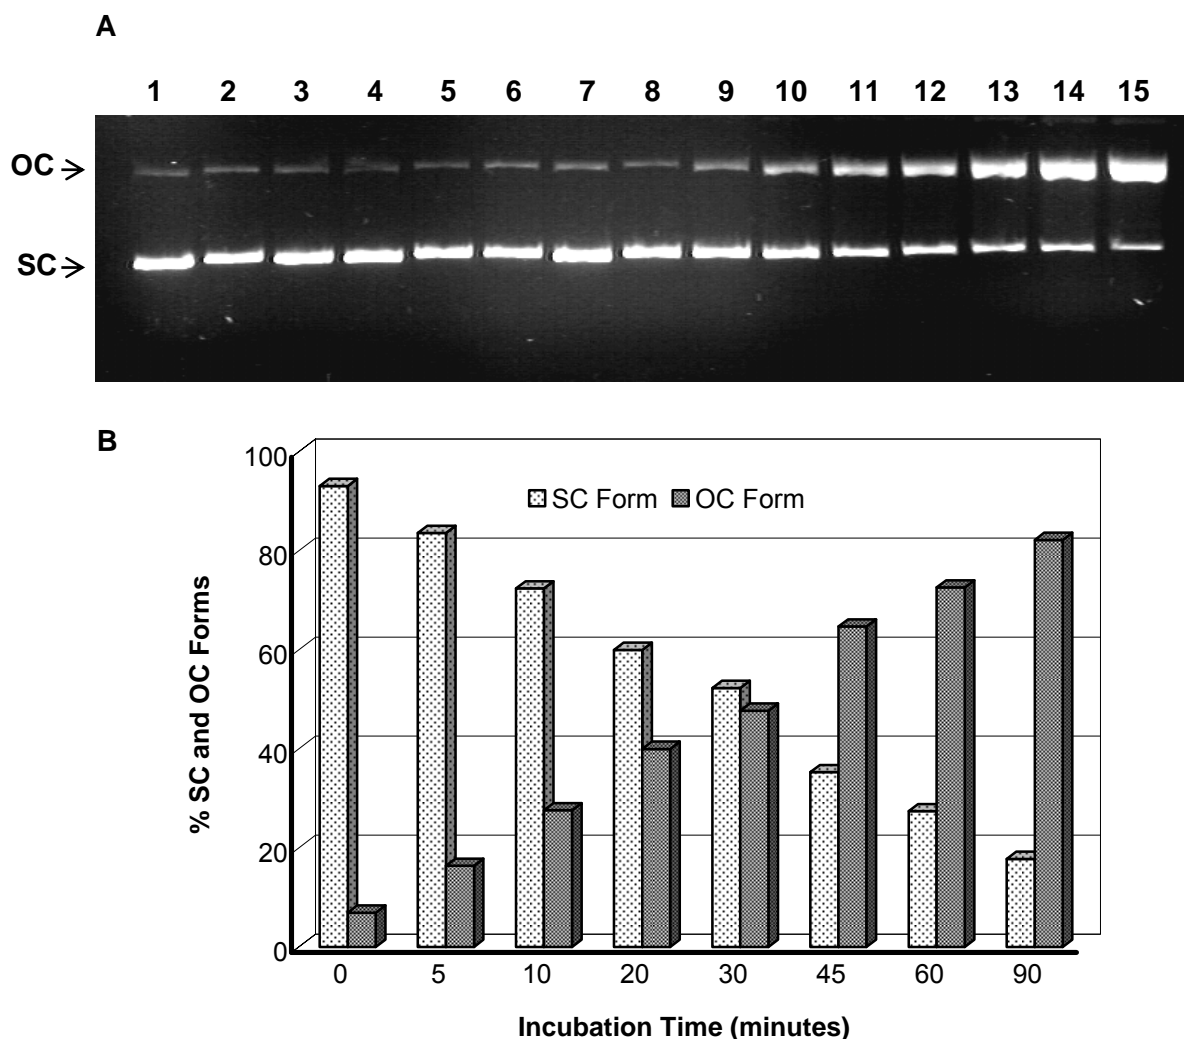 A
1 2 3 4 5 6 7 8 9 10 11 12 13 14 15
OC
SC
B
100
80
60
40
20
0
% SC and OC Forms
SC Form OC Form
0 5 10 20 30 45 60 90
Incubation Time (minutes)